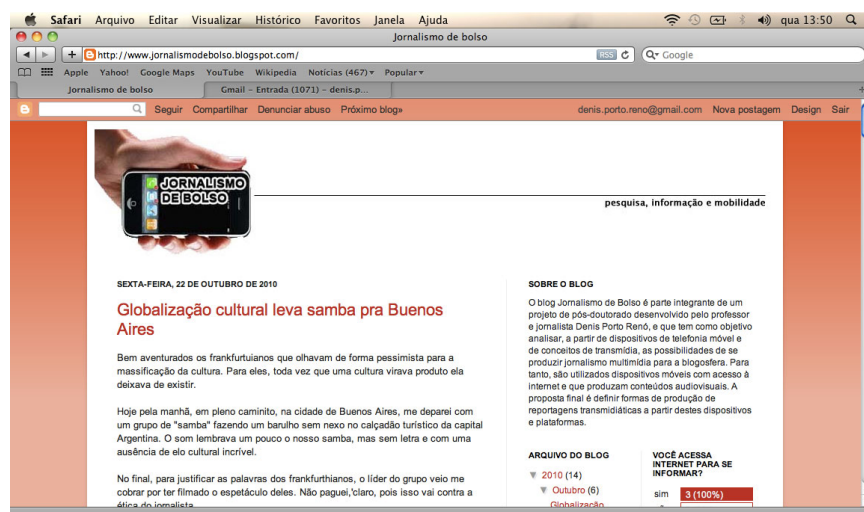 Safari Arquivo Editar Visualizar Histórico Favoritos Janela Ajuda qua 13:50
Jornalismo de bolso
http://www.jornalismodebolso.blogspot.com/ RSS Google
Apple Yahoo! Google Maps YouTube Wikipedia Notícias (467) Popular
Jornalismo de bolso Gmail – Entrada (1071) – denis.p...
Seguir Compartilhar Denunciar abuso Próximo blog» denis.porto.reno@gmail.com Nova postagem Design Sair
JORNALISMO
DE BOLSO
pesquisa, informação e mobilidade
SEXTA-FEIRA, 22 DE OUTUBRO DE 2010
Globalização cultural leva samba pra Buenos
Aires
Bem aventurados os frankfurtuianos que olhavam de forma pessimista para a
massificação da cultura. Para eles, toda vez que uma cultura virava produto ela
deixava de existir.
Hoje pela manhã, em pleno caminito, na cidade de Buenos Aires, me deparei com
um grupo de "samba" fazendo um barulho sem nexo no calçadão turístico da capital
Argentina. O som lembrava um pouco o nosso samba, mas sem letra e com uma
ausência de elo cultural incrível.
No final, para justificar as palavras dos frankfurthianos, o líder do grupo veio me
cobrar por ter filmado o espetáculo deles. Não paguei,'claro, pois isso vai contra a
ética do jornalista
SOBRE O BLOG
O blog Jornalismo de Bolso é parte integrante de um
projeto de pós-doutorado desenvolvido pelo professor
e jornalista Denis Porto Renó, e que tem como objetivo
analisar, a partir de dispositivos de telefonia móvel e
de conceitos de transmídia, as possibilidades de se
produzir jornalismo multimídia para a blogosfera. Para
tanto, são utilizados dispositivos móveis com acesso à
internet e que produzam conteúdos audiovisuais. A
proposta final é definir formas de produção de
reportagens transmidiáticas a partir destes dispositivos
e plataformas.
ARQUIVO DO BLOG
▼ 2010 (14)
▼ Outubro (6)
Globalização
VOCÊ ACESSA
INTERNET PARA SE
INFORMAR?
sim 3 (100%)